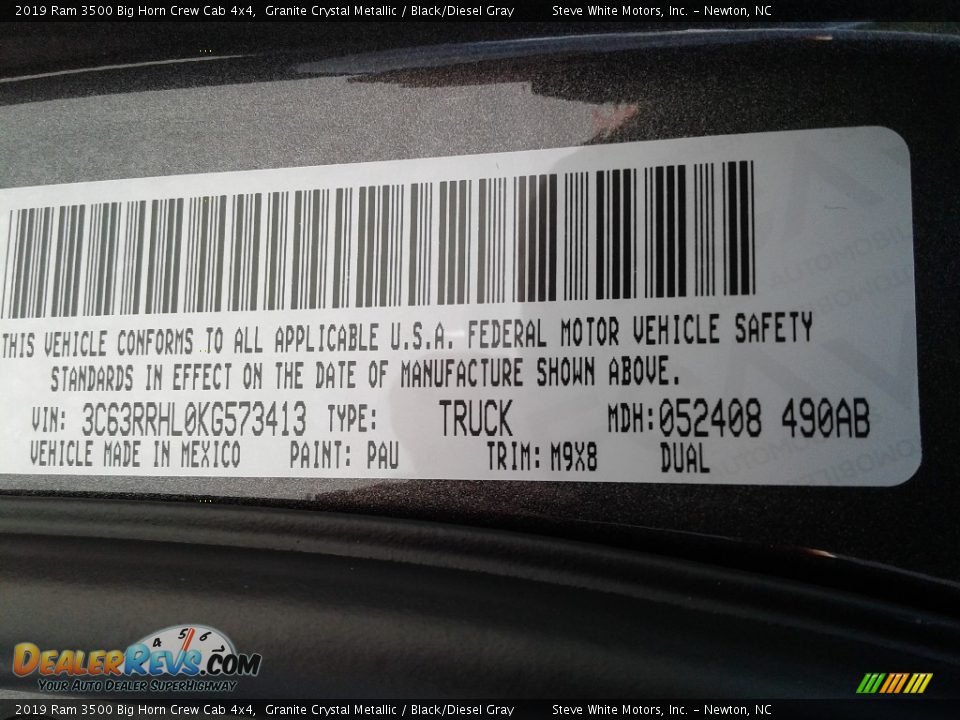 2019 Ram 3500 Big Horn Crew Cab 4x4, Granite Crystal Metallic / Black/Diesel Gray Steve White Motors, Inc. – Newton, NC
THIS VEHICLE CONFORMS TO ALL APPLICABLE U.S.A. FEDERAL MOTOR VEHICLE SAFETY
STANDARDS IN EFFECT ON THE DATE OF MANUFACTURE SHOWN ABOVE.
VIN: 3C63RRHL0KG573413 TYPE: TRUCK MDH: 052408 490AB
VEHICLE MADE IN MEXICO PAINT: PAU TRIM: M9X8 DUAL
4 5 6
DEALERREVS.COM
YOUR AUTO DEALER SUPERHIGHWAY
2019 Ram 3500 Big Horn Crew Cab 4x4, Granite Crystal Metallic / Black/Diesel Gray Steve White Motors, Inc. – Newton, NC